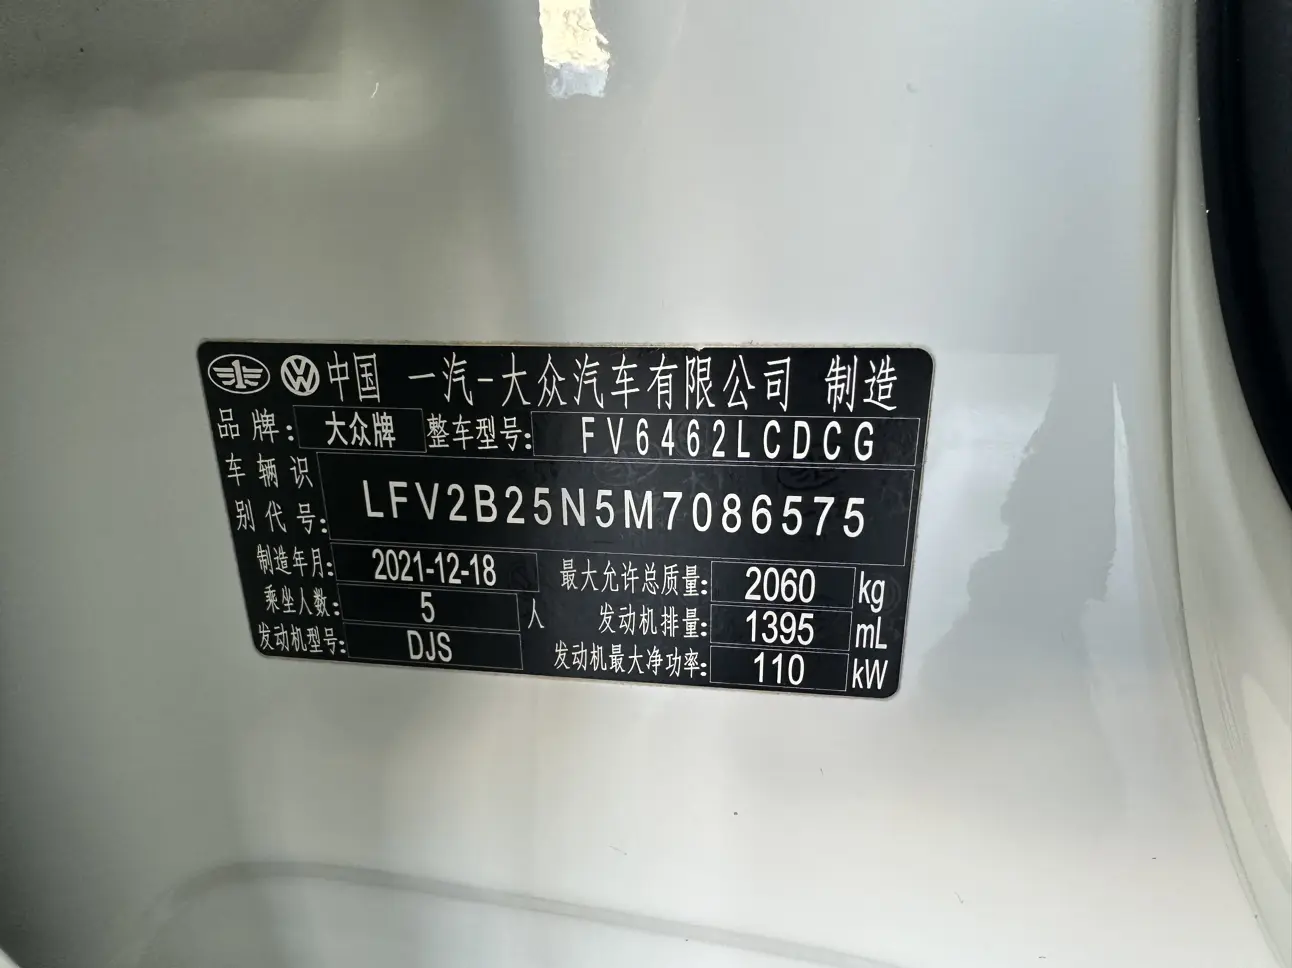 中国 一汽-大众汽车有限公司 制造
品牌: 大众牌 整车型号: FV6462LCDCG
车辆识别代号: LFV2B25N5M7086575
制造年月: 2021-12-18 最大允许总质量: 2060 kg
乘坐人数: 5 人 发动机排量: 1395 mL
发动机型号: DJS 发动机最大净功率: 110 kW